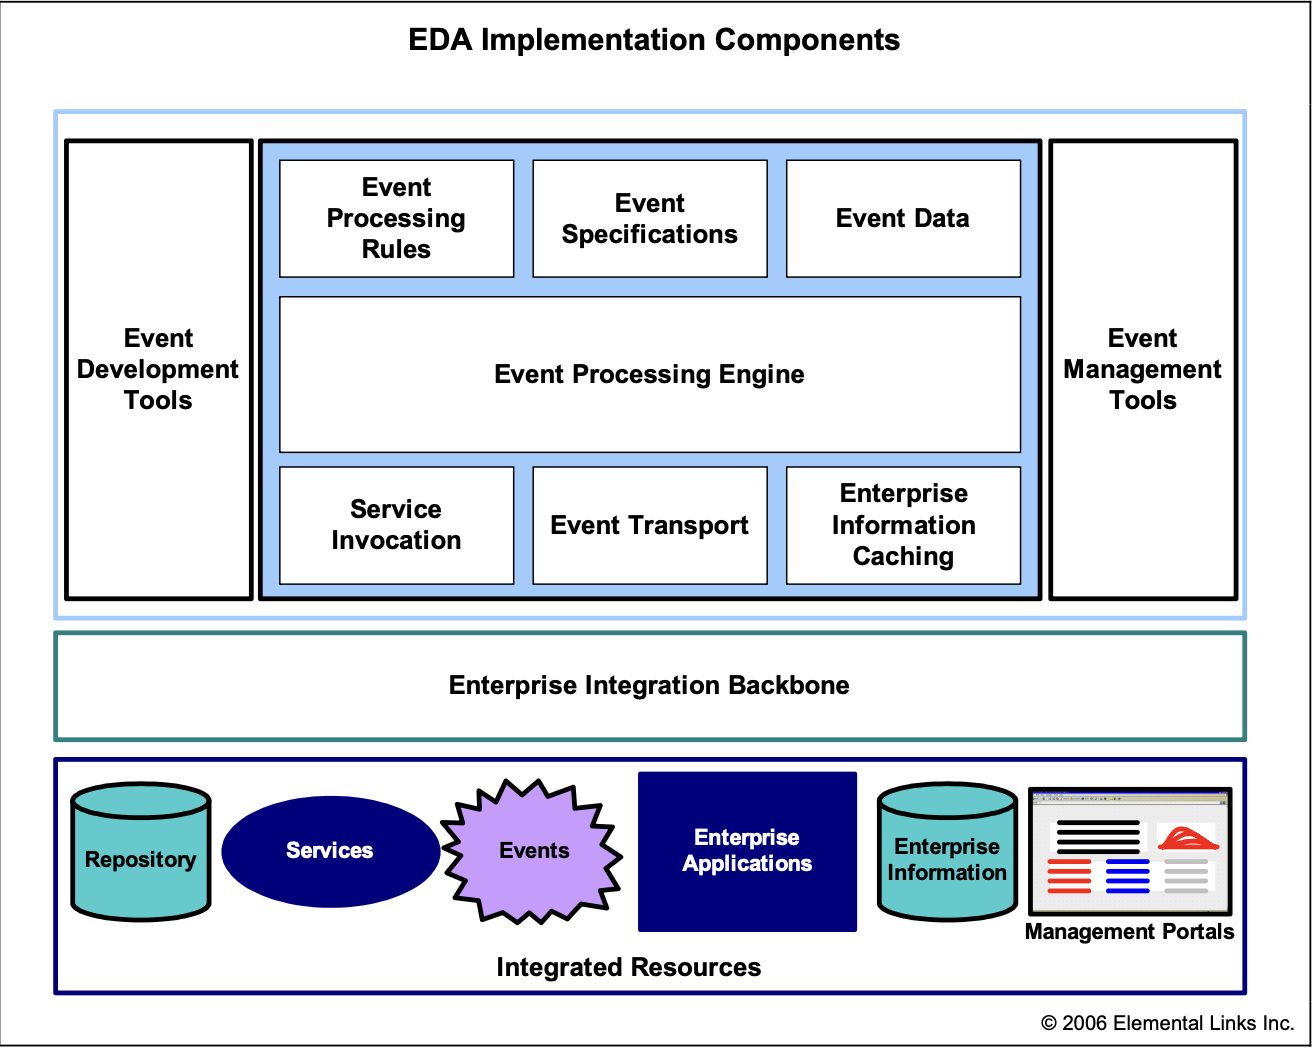 EDA Implementation Components
Event
Processing
Rules
Event
Specifications
Event Data
Event
Development
Tools
Event Processing Engine
Event
Management
Tools
Service
Invocation
Event Transport
Enterprise
Information
Caching
Enterprise Integration Backbone
Repository
Services
Events
Enterprise
Applications
Enterprise
Information
Management Portals
Integrated Resources
© 2006 Elemental Links Inc.